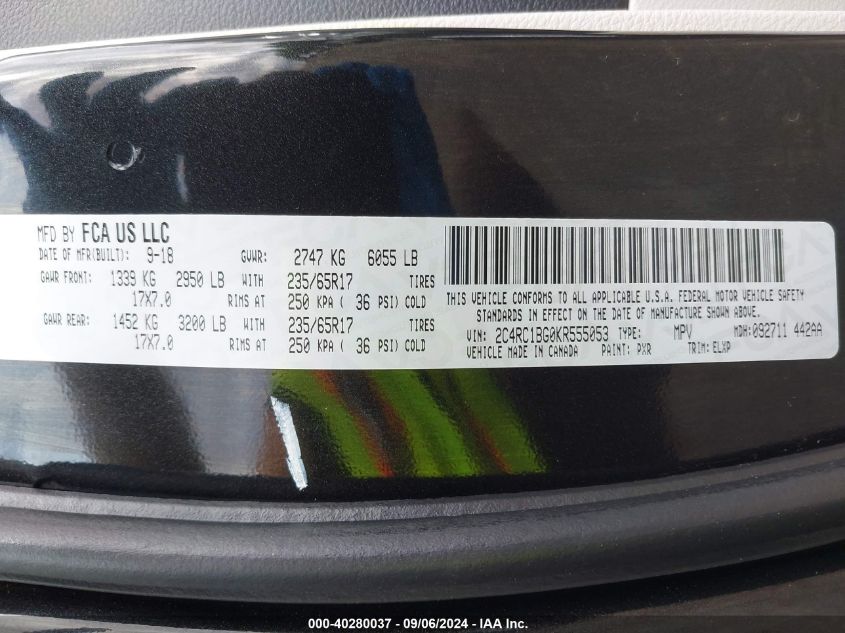 MFD BY FCA US LLC
DATE OF MFR(BUILT): 9-18 GVWR: 2747 KG 6055 LB
GAWR FRONT: 1339 KG 2950 LB WITH 235/65R17 TIRES
17X7.0 RIMS AT 250 KPA ( 36 PSI) COLD
GAWR REAR: 1452 KG 3200 LB WITH 235/65R17 TIRES
17X7.0 RIMS AT 250 KPA ( 36 PSI) COLD
THIS VEHICLE CONFORMS TO ALL APPLICABLE U.S.A. FEDERAL MOTOR VEHICLE SAFETY
STANDARDS IN EFFECT ON THE DATE OF MANUFACTURE SHOWN ABOVE.
VIN: 2C4RC1BG0KR555053 TYPE: MPV MDH: 092711 442AA
VEHICLE MADE IN CANADA PAINT: PXR TRIM: ELXP
000-40280037 - 09/06/2024 - IAA Inc.